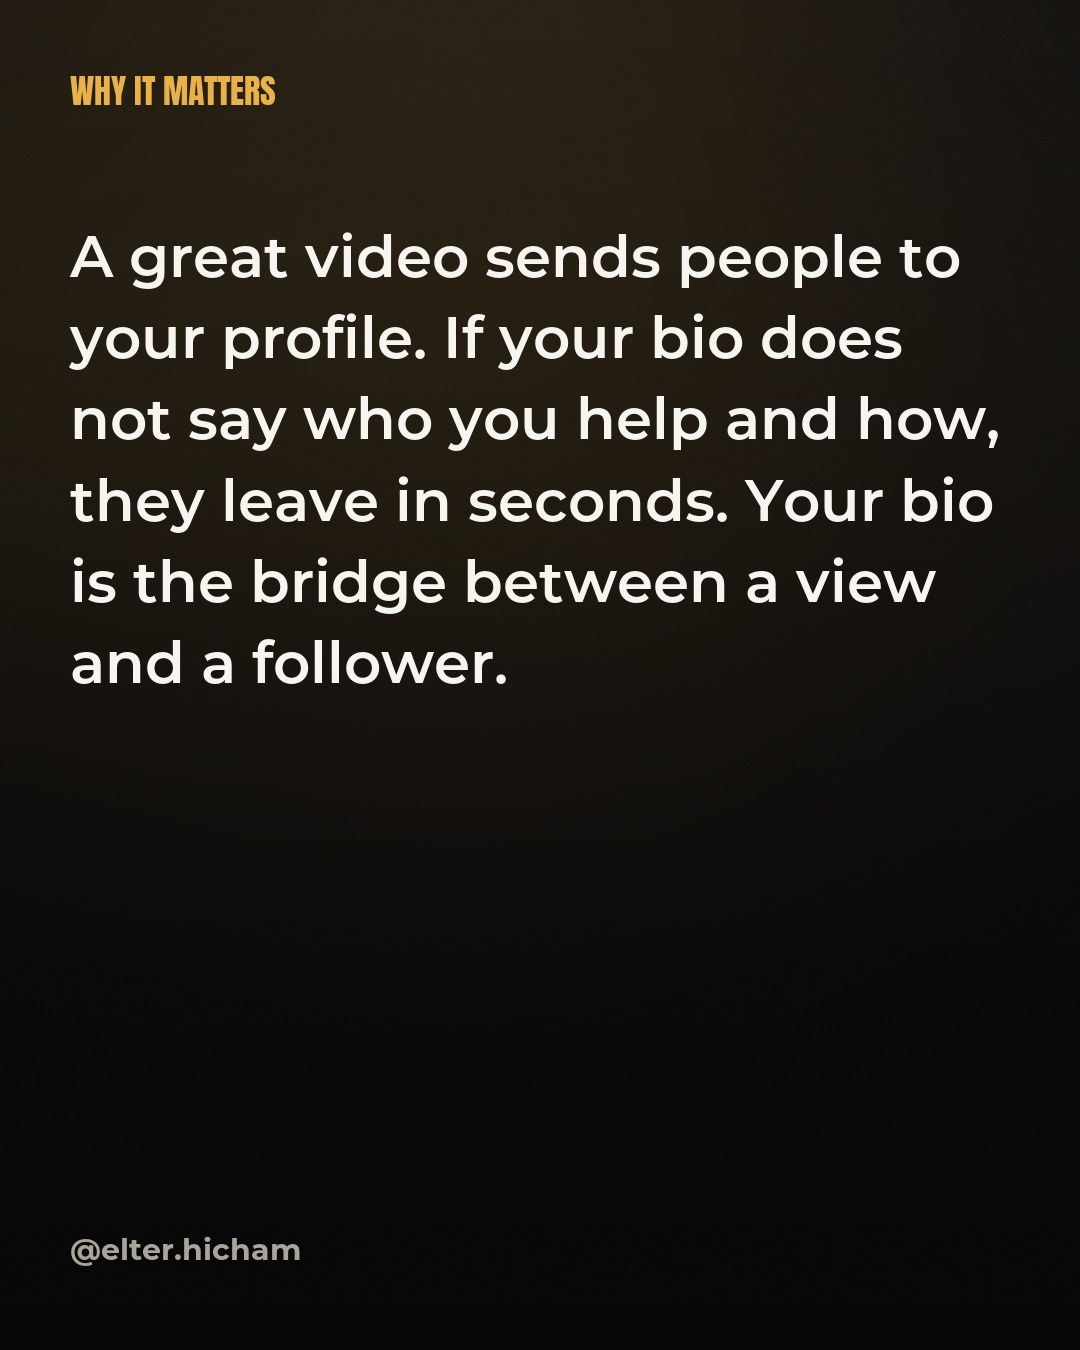 WHY IT MATTERS
A great video sends people to
your profile. If your bio does
not say who you help and how,
they leave in seconds. Your bio
is the bridge between a view
and a follower.
@elter.hicham